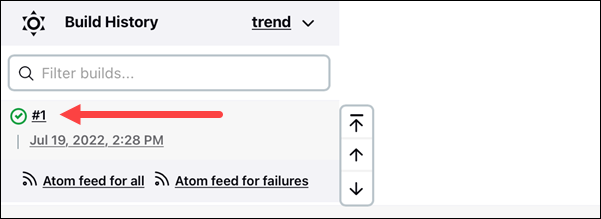 Build History trend
Filter builds...
#1
Jul 19, 2022, 2:28 PM
Atom feed for all Atom feed for failures